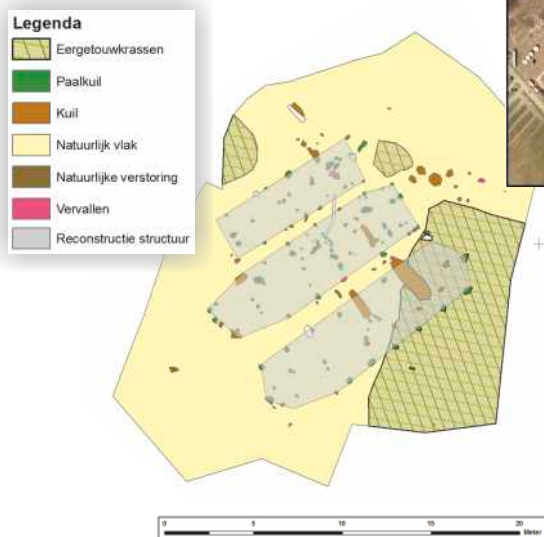 Legenda
Eergetouwkrassen
Paalkuil
Kuil
Natuurlijk vlak
Natuurlijke verstoring
Vervallen
Reconstructie structuur
0 5 10 15 20
Meter